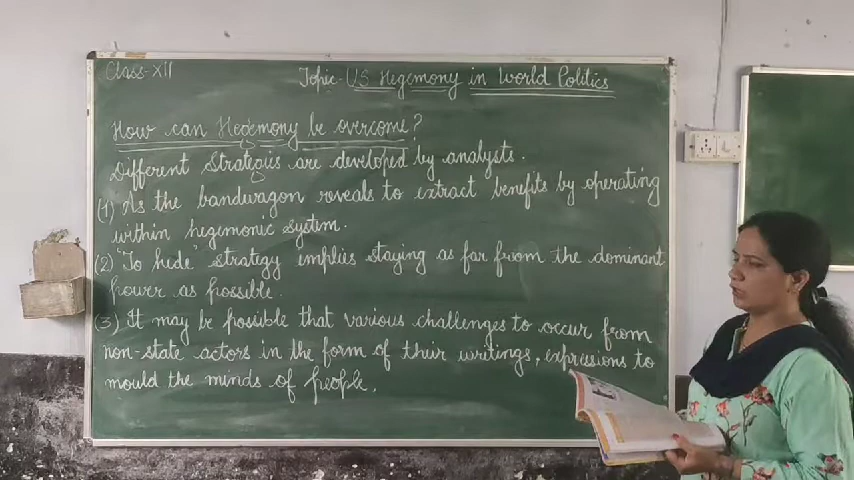 Class-XII
Topic- US Hegemony in World Politics
How can Hegemony be overcome?
Different Strategies are developed by analysts.
(1) As the bandwagon reveals to extract benefits by operating
within hegemonic system.
(2) "To hide" strategy implies staying as far from the dominant
power as possible.
(3) It may be possible that various challenges to occur from
non-state actors in the form of their writings, expressions to
mould the minds of people.